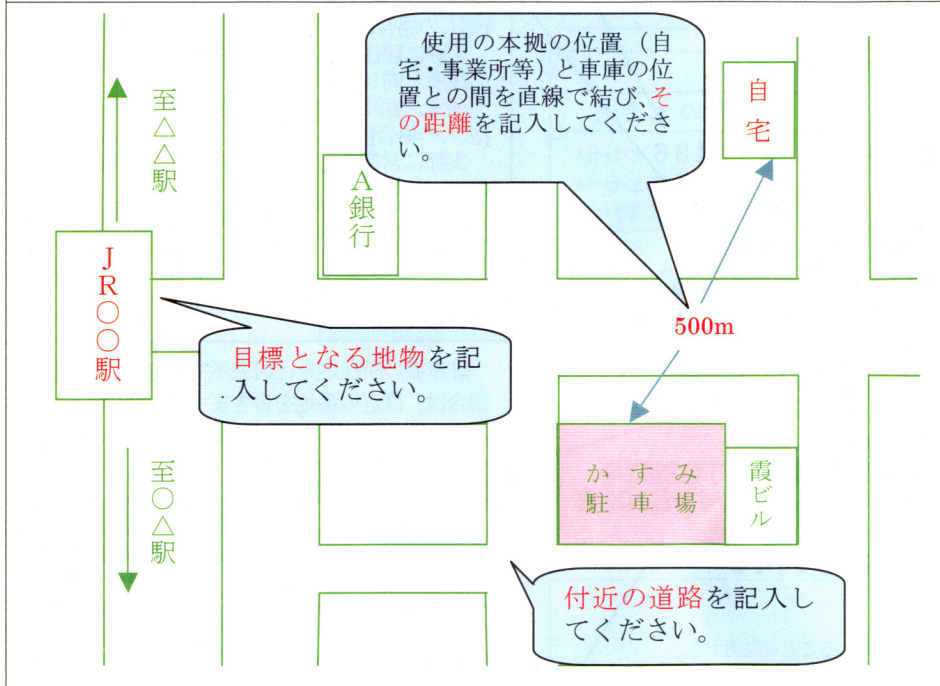 使用の本拠の位置（自
宅・事業所等）と車庫の位
置との間を直線で結び、そ
の距離を記入してくださ
い。
自宅
至△△駅
A銀行
JR○○駅
500m
目標となる地物を記
入してください。
至○△駅
かすみ
駐車場
霞ビル
付近の道路を記入し
てください。